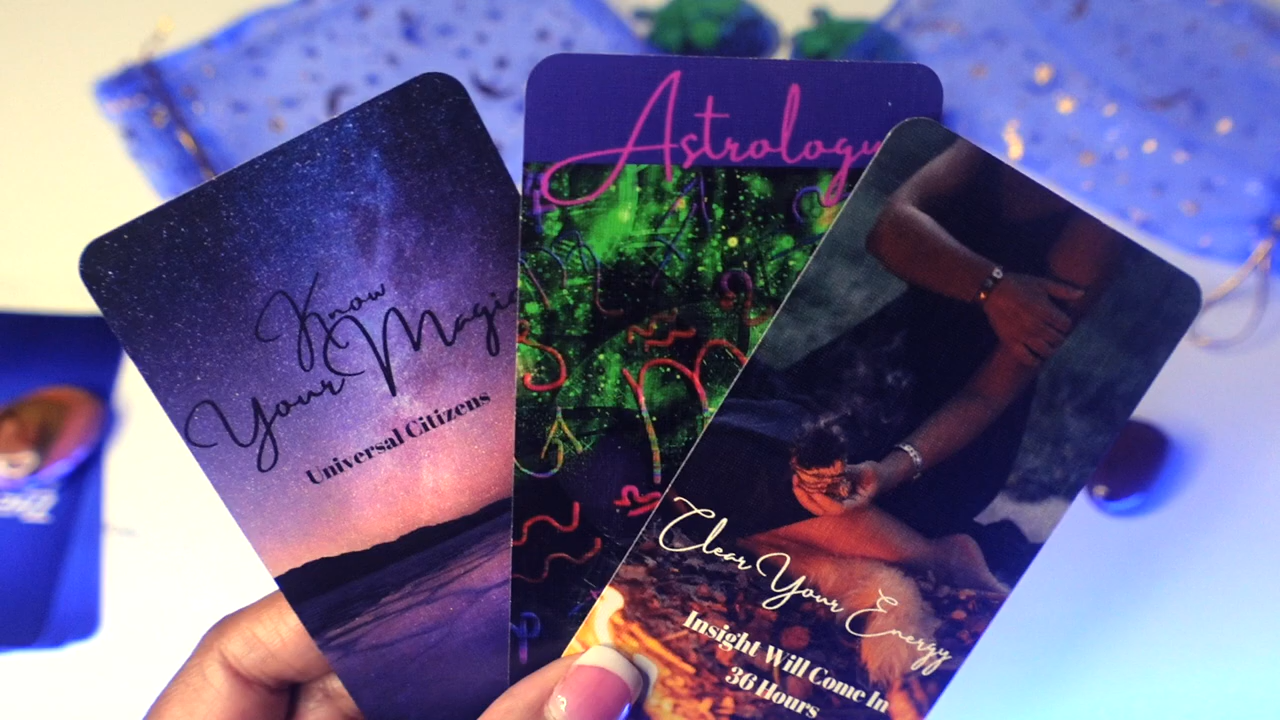 Know
Your Magic
Universal Citizens
Astrology
Clear Your Energy
Insight Will Come In
36 Hours